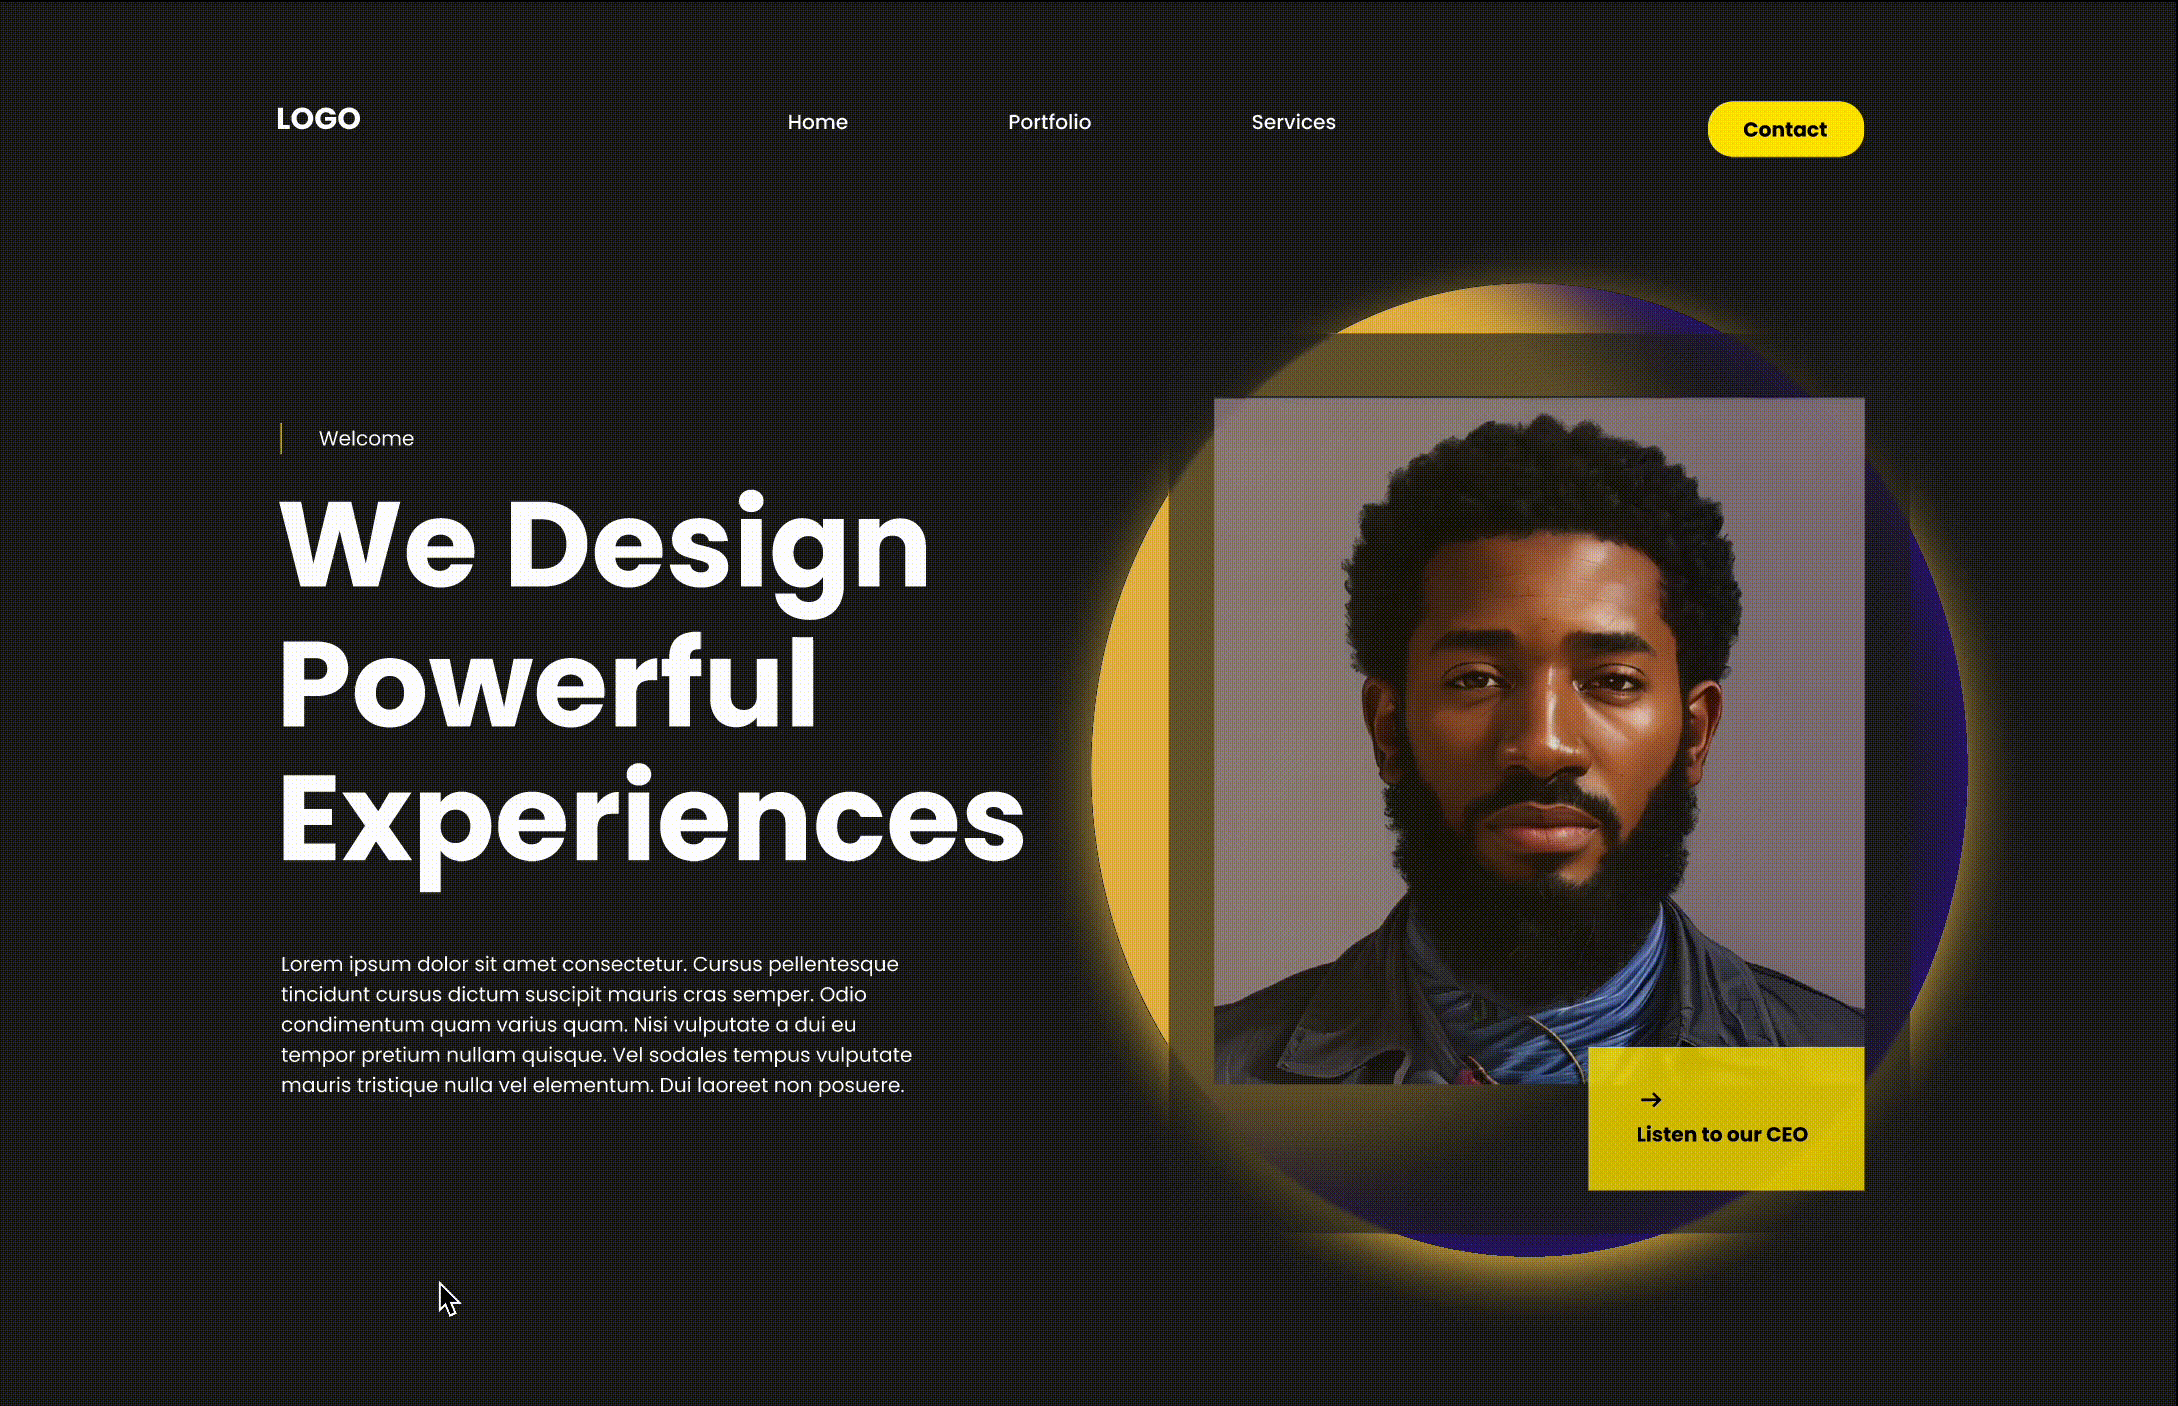 LOGO
Home
Portfolio
Services
Contact
Welcome
We Design
Powerful
Experiences
Lorem ipsum dolor sit amet consectetur. Cursus pellentesque
tincidunt cursus dictum suscipit mauris cras semper. Odio
condimentum quam varius quam. Nisi vulputate a dui eu
tempor pretium nullam quisque. Vel sodales tempus vulputate
mauris tristique nulla vel elementum. Dui laoreet non posuere.
→
Listen to our CEO